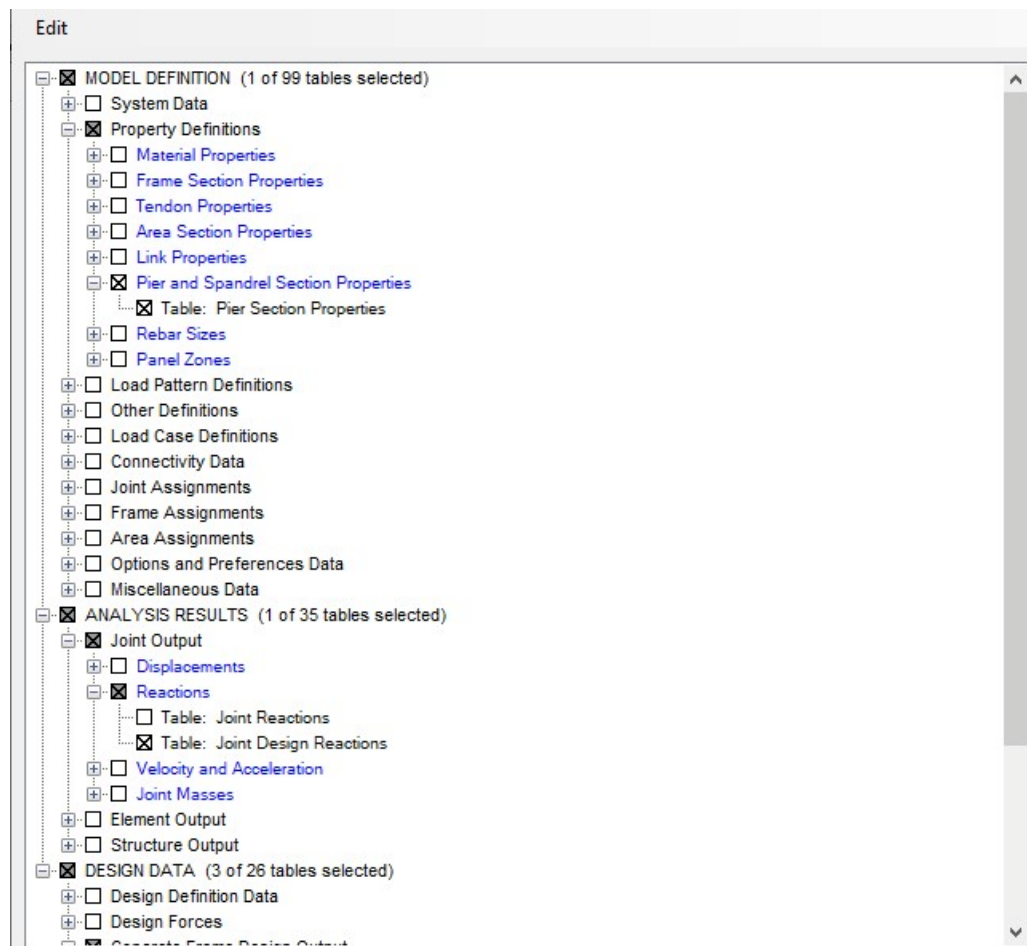 Edit
MODEL DEFINITION (1 of 99 tables selected)
System Data
Property Definitions
Material Properties
Frame Section Properties
Tendon Properties
Area Section Properties
Link Properties
Pier and Spandrel Section Properties
Table: Pier Section Properties
Rebar Sizes
Panel Zones
Load Pattern Definitions
Other Definitions
Load Case Definitions
Connectivity Data
Joint Assignments
Frame Assignments
Area Assignments
Options and Preferences Data
Miscellaneous Data
ANALYSIS RESULTS (1 of 35 tables selected)
Joint Output
Displacements
Reactions
Table: Joint Reactions
Table: Joint Design Reactions
Velocity and Acceleration
Joint Masses
Element Output
Structure Output
DESIGN DATA (3 of 26 tables selected)
Design Definition Data
Design Forces
Concrete Frame Design Output